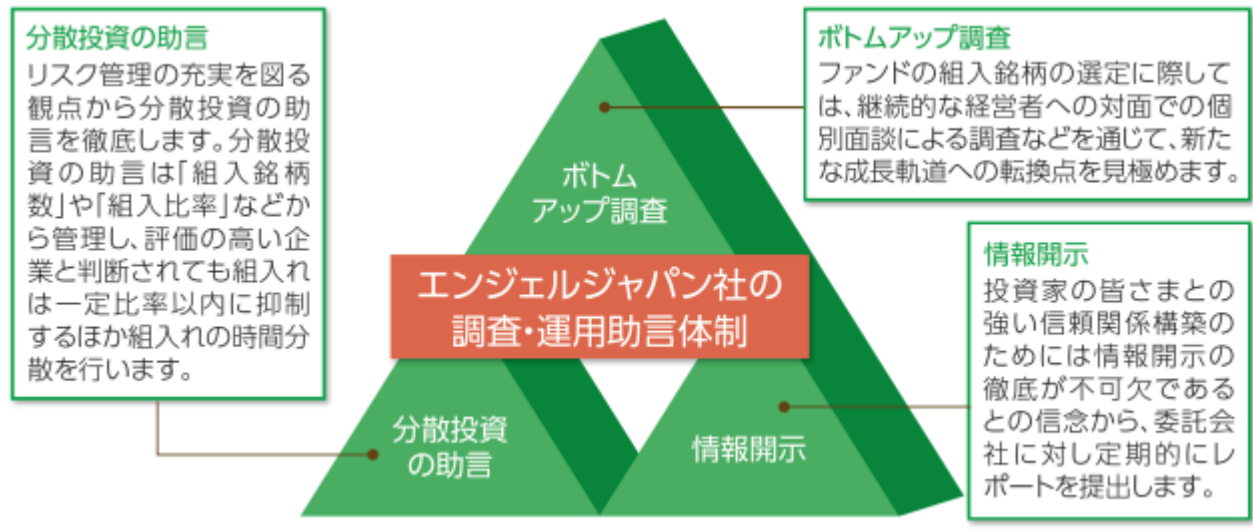 分散投資の助言
リスク管理の充実を図る
観点から分散投資の助
言を徹底します。分散投
資の助言は「組入銘柄
数」や「組入比率」などか
ら管理し、評価の高い企
業と判断されても組入れ
は一定比率以内に抑制
するほか組入れの時間分
散を行います。
ボトムアップ調査
ファンドの組入銘柄の選定に際して
は、継続的な経営者への対面での個
別面談による調査などを通じて、新た
な成長軌道への転換点を見極めます。
ボトム
アップ調査
エンジェルジャパン社の
調査・運用助言体制
分散投資
の助言
情報開示
情報開示
投資家の皆さまとの
強い信頼関係構築の
ためには情報開示の
徹底が不可欠である
との信念から、委託会
社に対し定期的にレ
ポートを提出します。